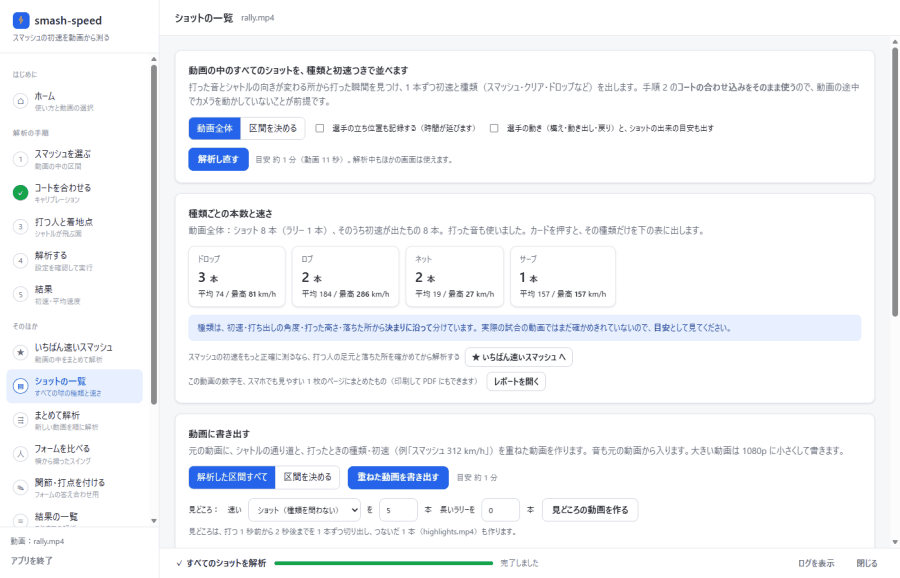 smash-speed
スマッシュの初速を動画から測る
はじめに
ホーム
使い方と動画の選択
解析の手順
1 スマッシュを選ぶ
動画の中の区間
コートを合わせる
キャリブレーション
3 打つ人と着地点
シャトルが飛ぶ面
4 解析する
設定を確認して実行
5 結果
初速・平均速度
そのほか
★ いちばん速いスマッシュ
動画の中をまとめて解析
ショットの一覧
すべての球の種類と速さ
まとめて解析
新しい動画を順に解析
フォームを比べる
横から撮ったスイング
関節・打点を付ける
フォームの答え合わせ用
結果の一覧
動画：rally.mp4
アプリを終了
ショットの一覧 rally.mp4
動画の中のすべてのショットを、種類と初速つきで並べます
打った音とシャトルの向きが変わる所から打った瞬間を見つけ、1 本ずつ初速と種類（スマッシュ・クリア・ドロップなど）を出します。手順 2 のコートの合わせ込みをそのまま使うので、動画の途中
でカメラを動かしていないことが前提です。
動画全体 区間を決める 選手の立ち位置も記録する（時間が延びます） 選手の動き（構え・動き出し・戻り）と、ショットの出来の目安も出す
解析し直す 目安 約 1 分（動画 11 秒）。解析中もほかの画面は使えます。
種類ごとの本数と速さ
動画全体：ショット 8 本（ラリー 1 本）、そのうち初速が出たもの 8 本。打った音も使いました。カードを押すと、その種類だけを下の表に出します。
ドロップ ロブ ネット サーブ
3 本 2 本 2 本 1 本
平均 74 / 最高 81 km/h 平均 184 / 最高 286 km/h 平均 19 / 最高 27 km/h 平均 157 / 最高 157 km/h
種類は、初速・打ち出しの角度・打った高さ・落ちた所から決まりに沿って分けています。実際の試合の動画ではまだ確かめきれていないので、目安として見てください。
スマッシュの初速をもっと正確に測るなら、打つ人の足元と落ちた所を確かめてから解析する ★ いちばん速いスマッシュ へ
この動画の数字を、スマホでも見やすい 1 枚のページにまとめたもの（印刷して PDF にもできます） レポートを開く
動画に書き出す
元の動画に、シャトルの通り道と、打ったときの種類・初速（例「スマッシュ 312 km/h」）を重ねた動画を作ります。音も元の動画から入ります。大きい動画は 1080p に小さくして書きます。
解析した区間すべて 区間を決める 重ねた動画を書き出す 目安 約 1 分
見どころ： 速い ショット（種類を問わない） を 5 本 長いラリーを 0 本 見どころの動画を作る
見どころは、打つ 1 秒前から 2 秒後までを 1 本ずつ切り出し、つないだ 1 本（highlights.mp4）も作ります。
✓ すべてのショットを解析 完了しました ログを表示 閉じる